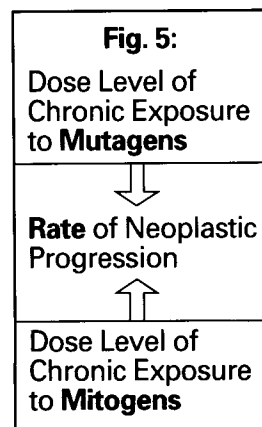 Fig. 5:
Dose Level of
Chronic Exposure
to Mutagens
Rate of Neoplastic
Progression
Dose Level of
Chronic Exposure
to Mitogens